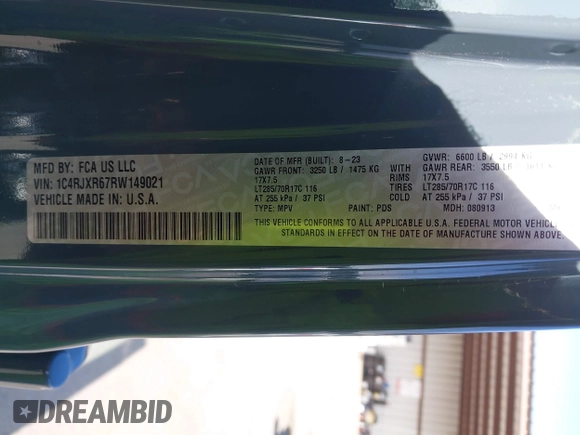 MFD BY: FCA US LLC
VIN: 1C4RJXR67RW149021
VEHICLE MADE IN: U.S.A.
DATE OF MFR (BUILT): 8-23
GAWR FRONT: 3250 LB / 1475 KG
17X7.5
LT285/70R17C 116
AT 255 kPa / 37 PSI
TYPE: MPV
PAINT: PDS
GVWR: 6600 LB / 2994 KG
GAWR REAR: 3550 LB /
RIMS 17X7.5
TIRES LT285/70R17C 116
COLD AT 255 kPa / 37 PSI
MDH: 080913
THIS VEHICLE CONFORMS TO ALL APPLICABLE U.S.A. FEDERAL MOTOR VEHICLE
STANDARDS IN EFFECT ON THE DATE OF MANUFACTURE SHOWN ABOVE.
DREAMBID